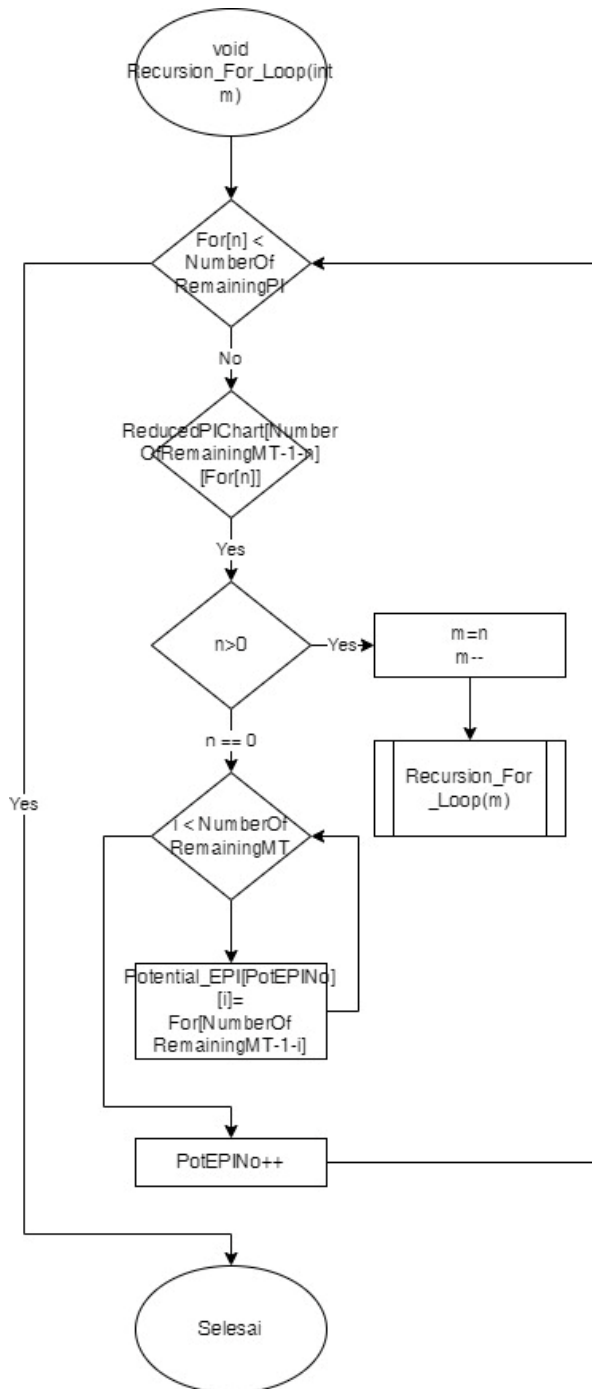 void
Recursion_For_Loop(int
m)
For[n] <
NumberOf
RemainingPI
No
ReducedPIChart[Number
OfRemainingMT-1-n]
[For[n]]
Yes
n>0
Yes
m=n
m--
n == 0
Recursion_For
_Loop(m)
Yes
i < NumberOf
RemainingMT
Potential_EPI[PotEPINo]
[i]=
For[NumberOf
RemainingMT-1-i]
PotEPINo++
Selesai